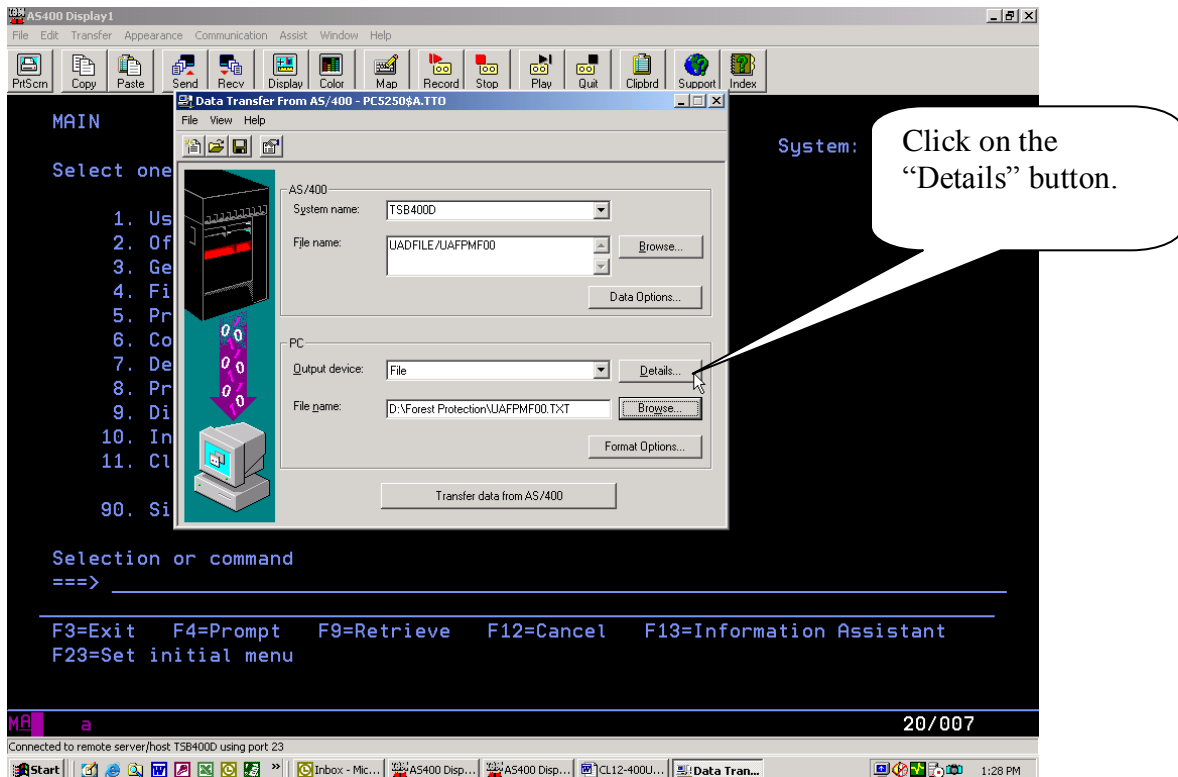 AS400 Display1
File Edit Transfer Appearance Communication Assist Window Help
PrtScrn Copy Paste Send Recv Display Color Map Record Stop Play Quit Clipbrd Support Index
Data Transfer From AS/400 - PC5250$A.TTO
File View Help
MAIN
System:
Click on the
“Details” button.
Select one
AS/400
System name: TSB400D
File name: UADFILE/UAFPMF00 Browse...
Data Options...
1. Us
2. Of
3. Ge
4. Fi
5. Pr
6. Co
7. De
8. Pr
9. Di
10. In
11. Cl
90. Si
PC
Output device: File Details...
File name: D:\Forest Protection\UAFPMF00.TXT Browse...
Format Options...
Transfer data from AS/400
Selection or command
===>
F3=Exit F4=Prompt F9=Retrieve F12=Cancel F13=Information Assistant
F23=Set initial menu
MA a 20/007
Connected to remote server/host TSB400D using port 23
Start » Inbox - Mic... AS400 Disp... AS400 Disp... CL12-400U... Data Tran... 1:28 PM